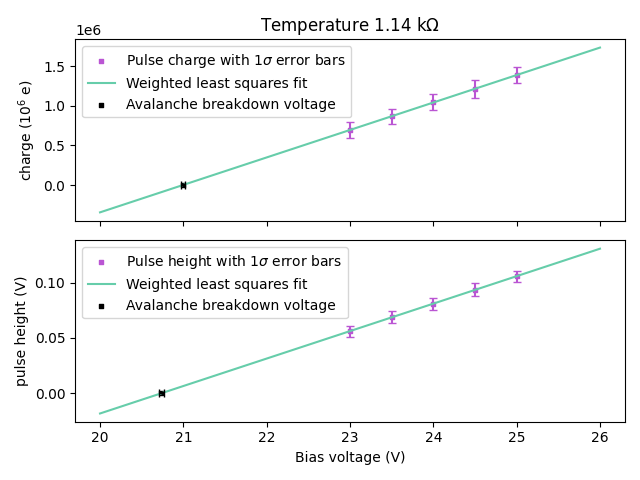 Temperature 1.14 kΩ
1e6
Pulse charge with 1σ error bars
Weighted least squares fit
Avalanche breakdown voltage
charge (10⁶ e)
1.5
1.0
0.5
0.0
Pulse height with 1σ error bars
Weighted least squares fit
Avalanche breakdown voltage
pulse height (V)
0.10
0.05
0.00
20 21 22 23 24 25 26
Bias voltage (V)